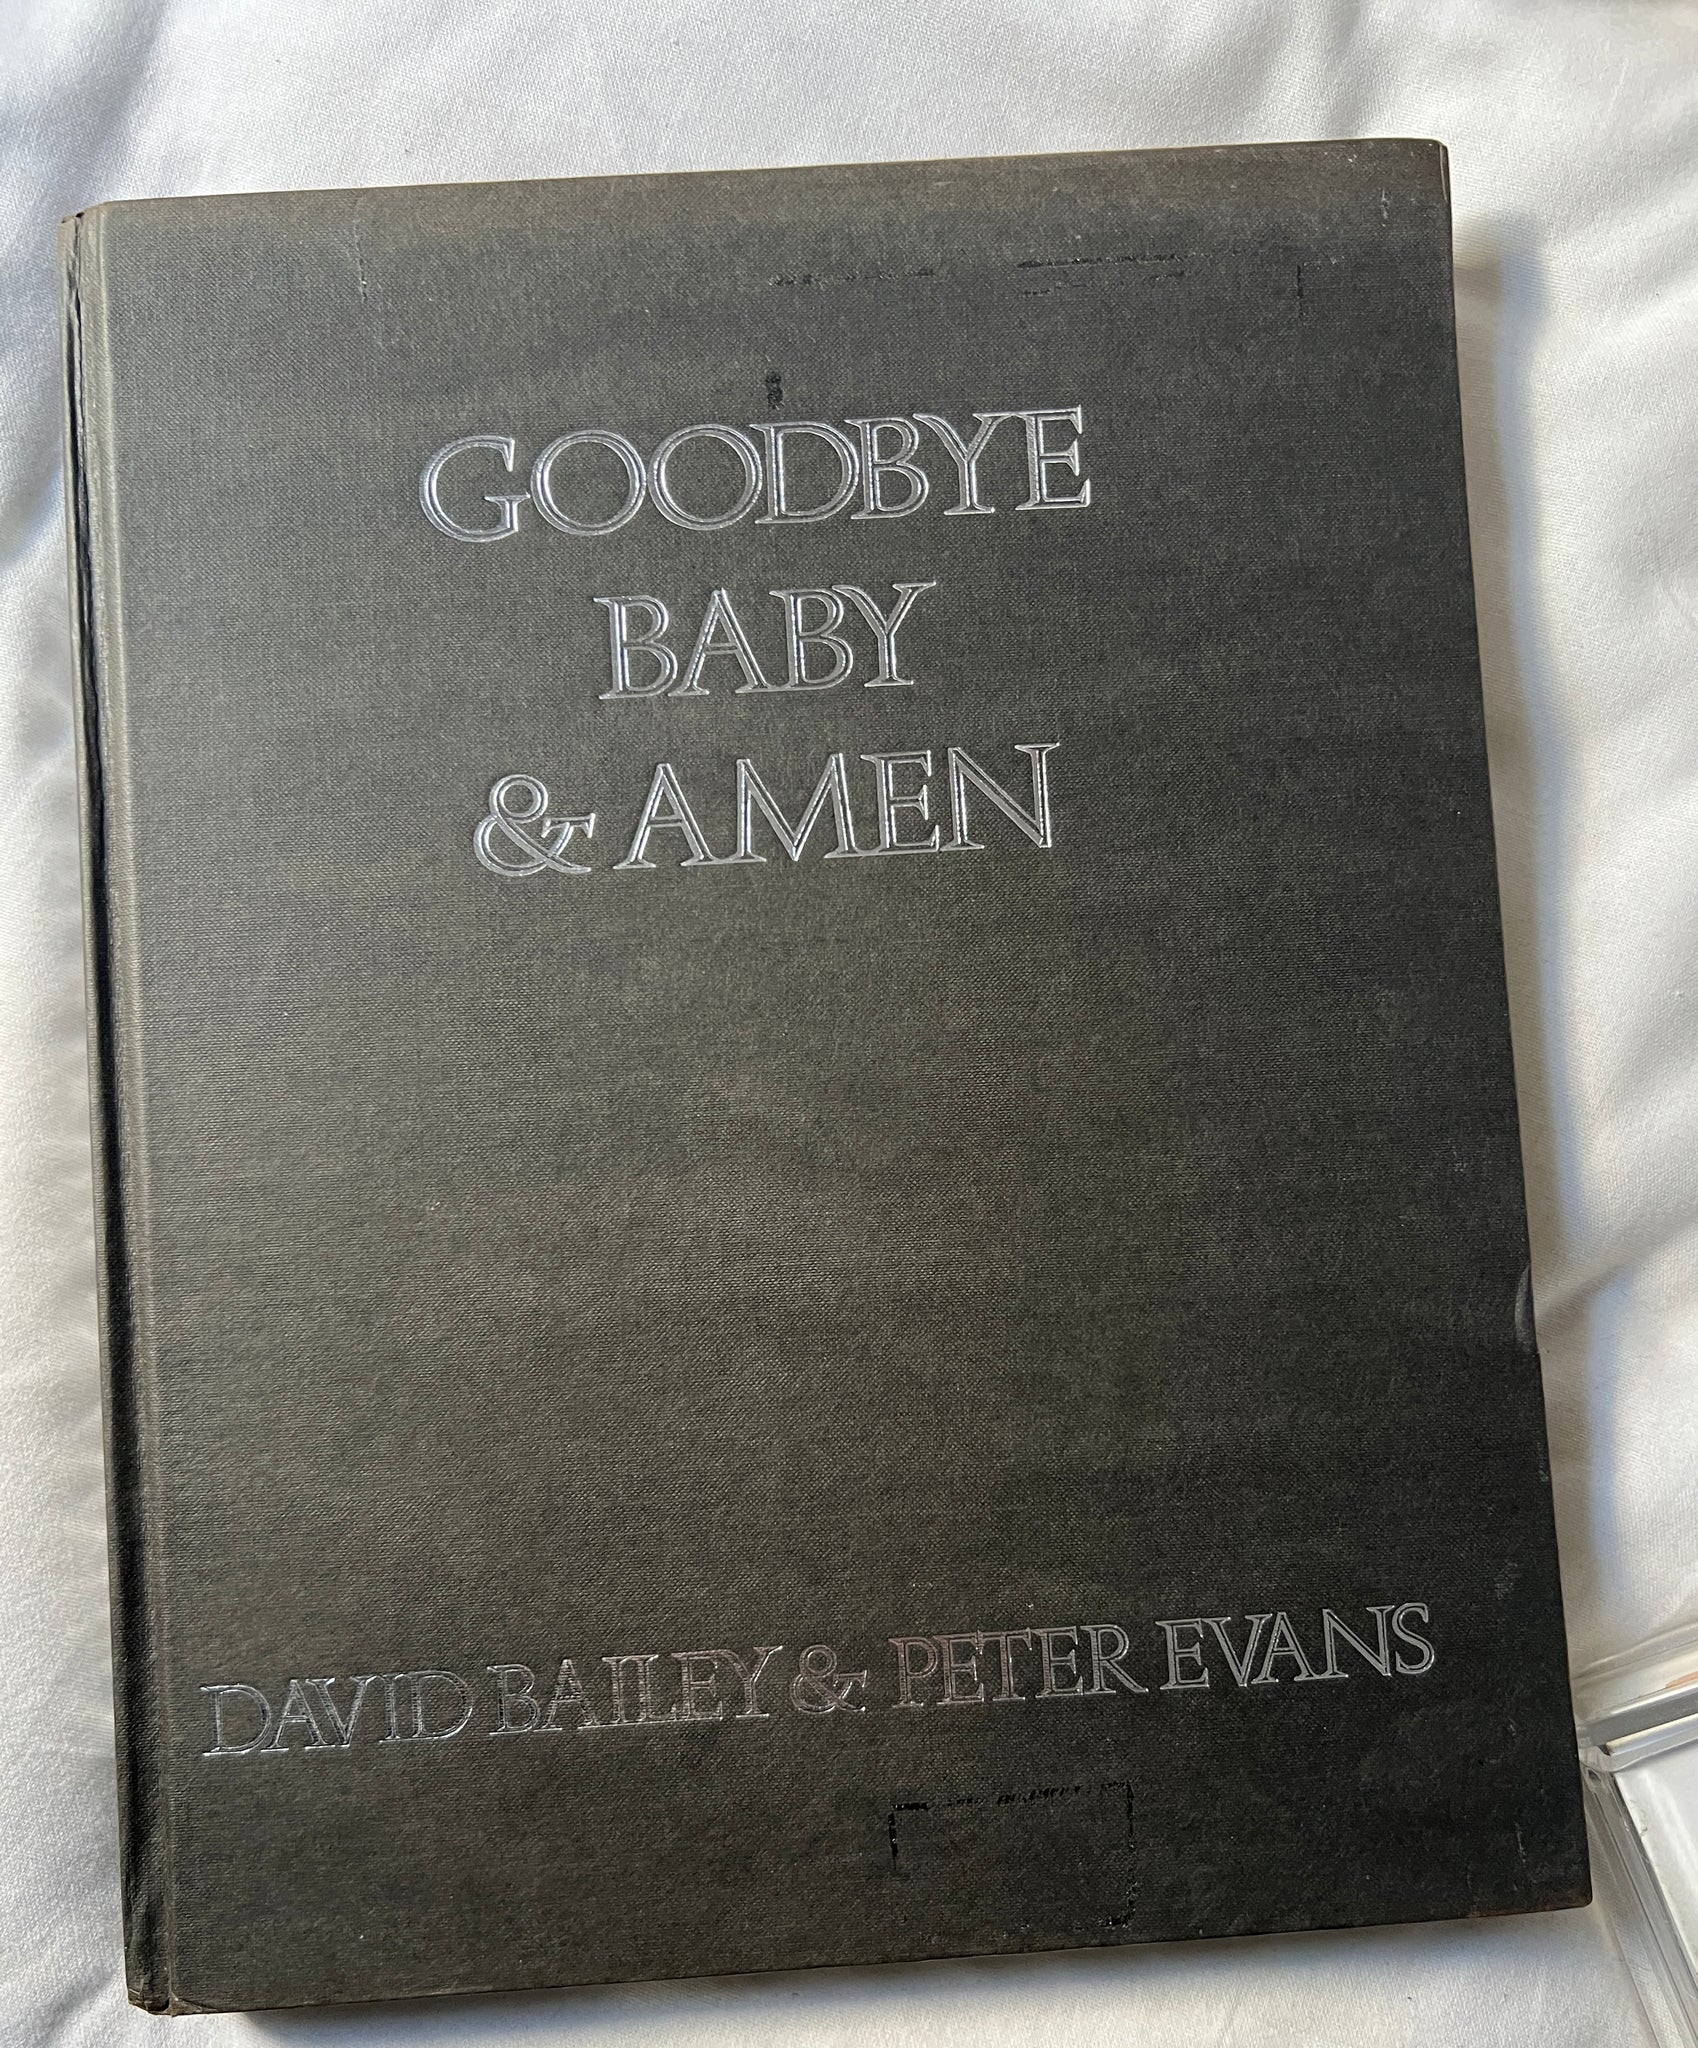 GOODBYE
BABY
& AMEN
DAVID BAILEY & PETER EVANS